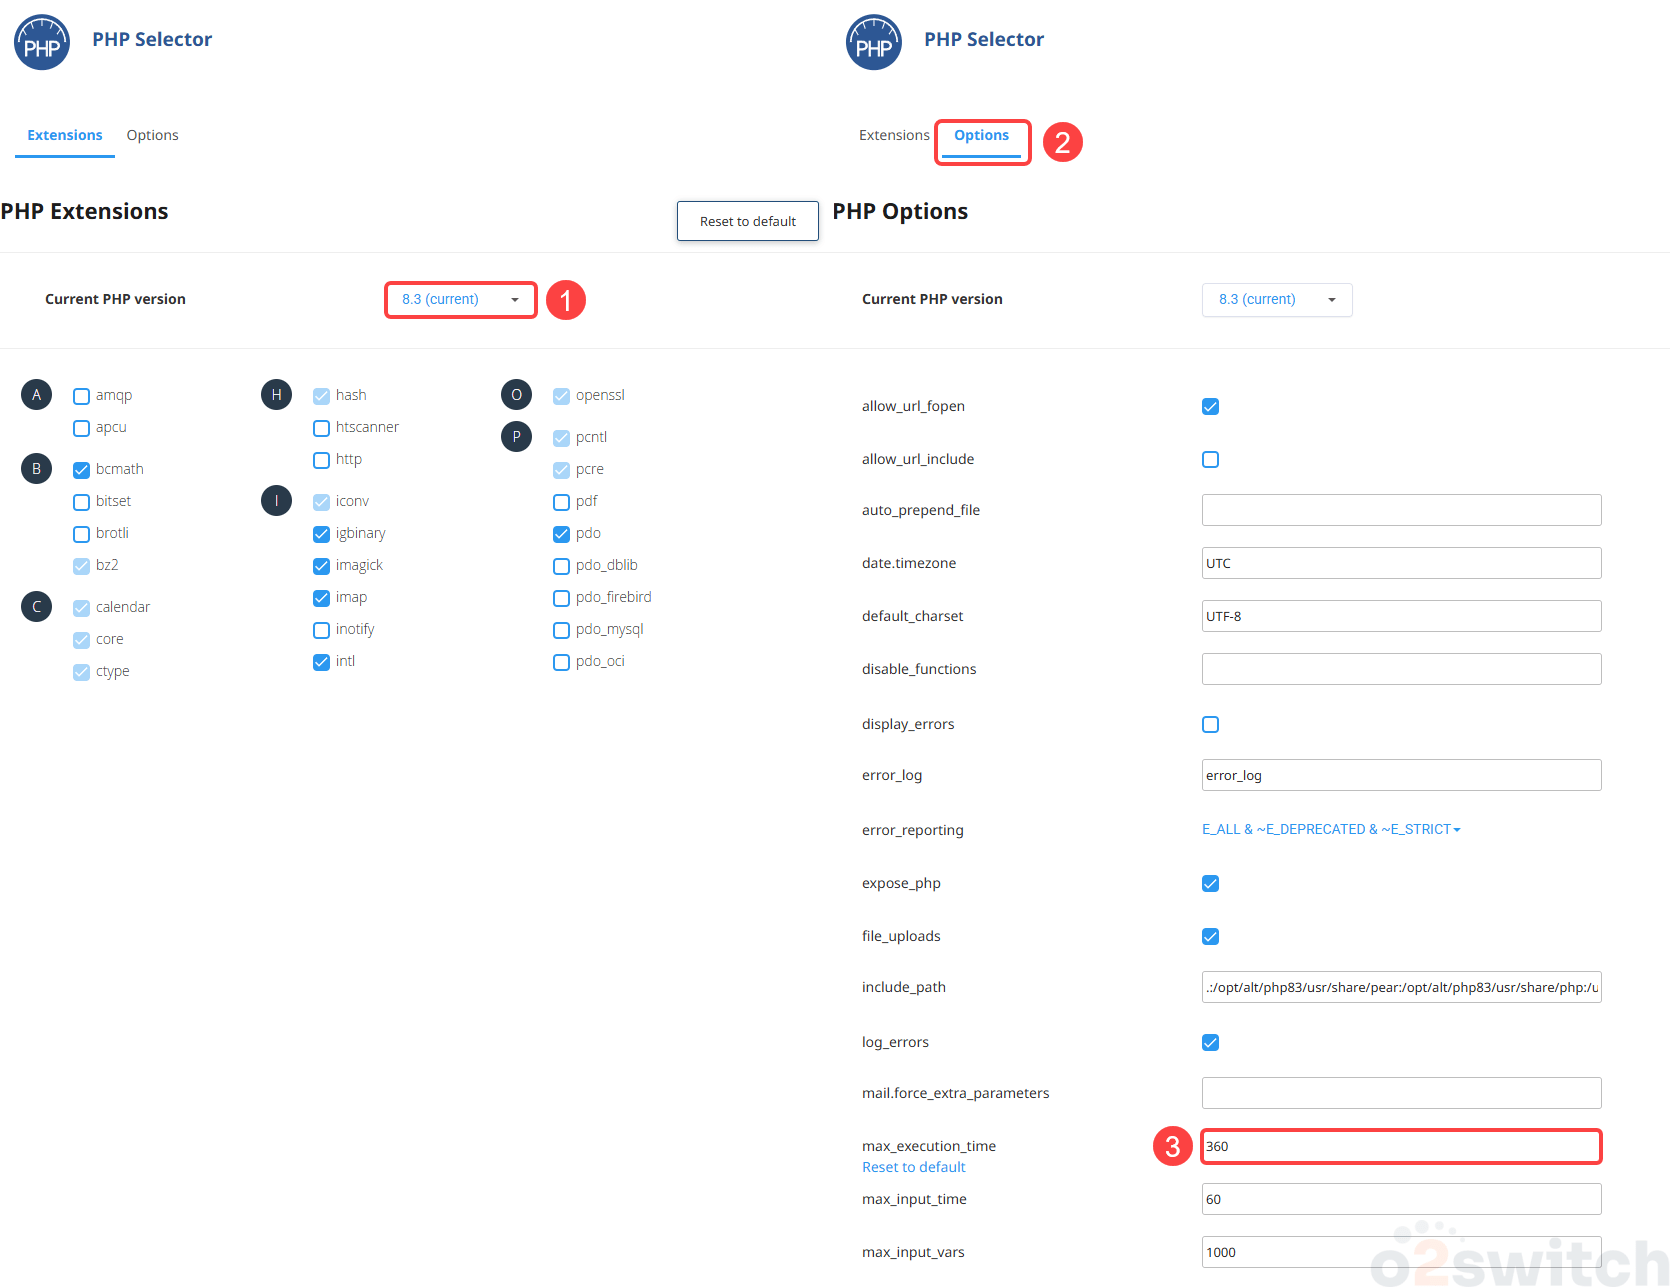 PHP
PHP Selector
Extensions
Options
PHP Extensions
Reset to default
Current PHP version
8.3 (current)
1
A
amqp
apcu
B
bcmath
bitset
brotli
bz2
C
calendar
core
ctype
H
hash
htscanner
http
I
iconv
igbinary
imagick
imap
inotify
intl
O
openssl
P
pcntl
pcre
pdf
pdo
pdo_dblib
pdo_firebird
pdo_mysql
pdo_oci
PHP
PHP Selector
Extensions
Options
2
PHP Options
Current PHP version
8.3 (current)
allow_url_fopen
allow_url_include
auto_prepend_file
date.timezone
UTC
default_charset
UTF-8
disable_functions
display_errors
error_log
error_log
error_reporting
E_ALL & ~E_DEPRECATED & ~E_STRICT
expose_php
file_uploads
include_path
.:/opt/alt/php83/usr/share/pear:/opt/alt/php83/usr/share/php:/u
log_errors
mail.force_extra_parameters
max_execution_time
3
360
Reset to default
max_input_time
60
max_input_vars
1000
o2switch